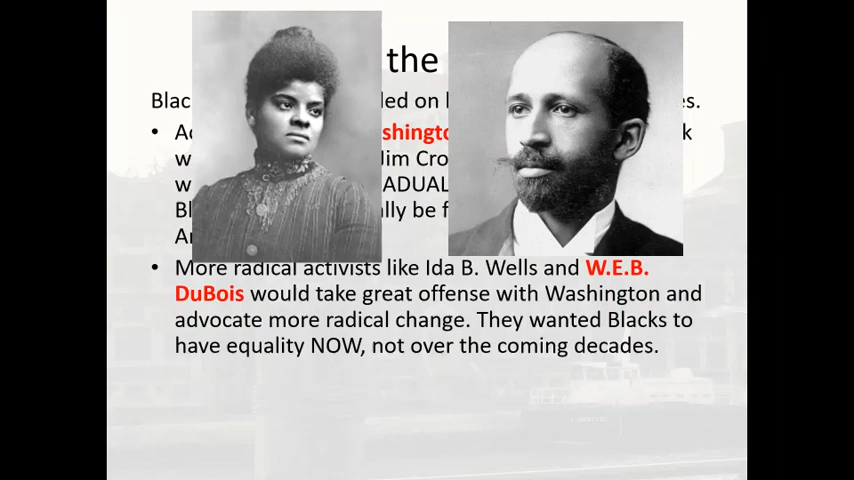 the
Blac led on es.
• Ac shingto k
w Jim Cro
w ADUAL
Bl ally be f
A
• More radical activists like Ida B. Wells and W.E.B.
DuBois would take great offense with Washington and
advocate more radical change. They wanted Blacks to
have equality NOW, not over the coming decades.